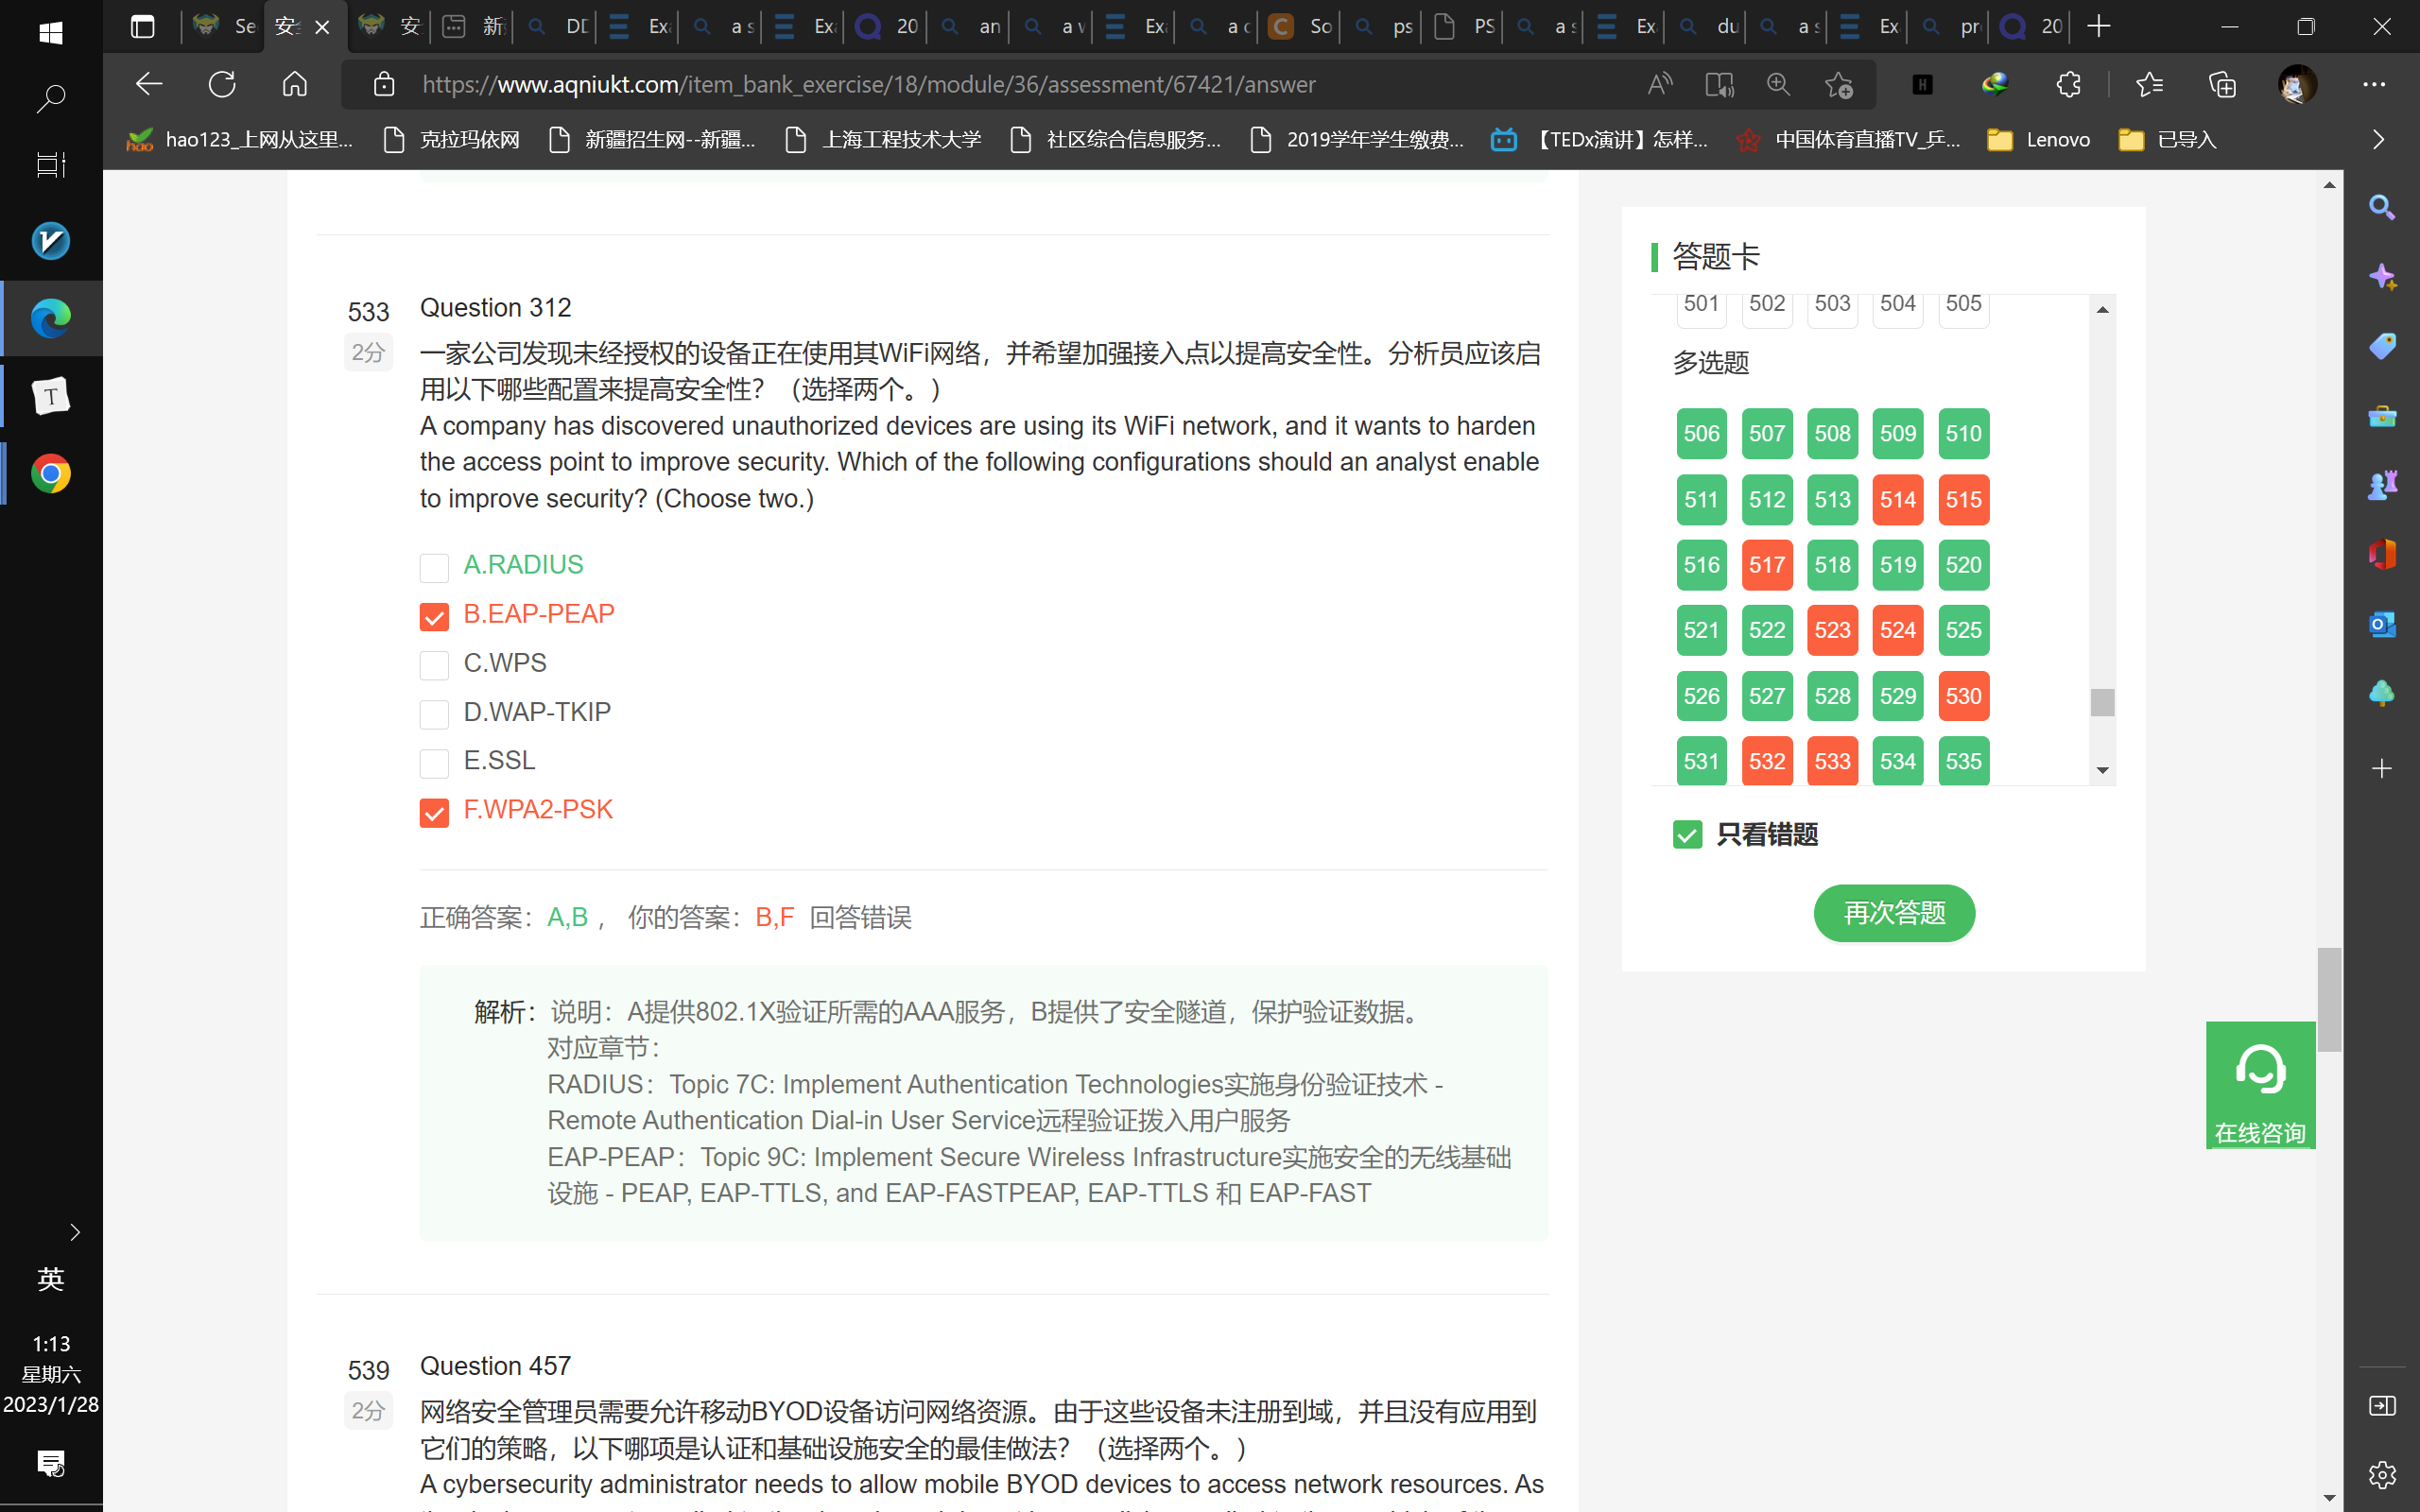 Se
安全
安
新
DD
Exa
a s
Exa
20
an
a v
Exa
a c
So
ps
PS
a s
Exa
du
a s
Exa
pr
20
https://www.aqniukt.com/item_bank_exercise/18/module/36/assessment/67421/answer
hao123_上网从这里...
克拉玛依网
新疆招生网--新疆...
上海工程技术大学
社区综合信息服务...
2019学年学生缴费...
【TEDx演讲】怎样...
中国体育直播TV_乒...
Lenovo
已导入
533
2分
Question 312
一家公司发现未经授权的设备正在使用其WiFi网络，并希望加强接入点以提高安全性。分析员应该启
用以下哪些配置来提高安全性？（选择两个。）
A company has discovered unauthorized devices are using its WiFi network, and it wants to harden
the access point to improve security. Which of the following configurations should an analyst enable
to improve security? (Choose two.)
A.RADIUS
B.EAP-PEAP
C.WPS
D.WAP-TKIP
E.SSL
F.WPA2-PSK
正确答案：A,B ， 你的答案：B,F 回答错误
解析：说明：A提供802.1X验证所需的AAA服务，B提供了安全隧道，保护验证数据。
对应章节：
RADIUS：Topic 7C: Implement Authentication Technologies实施身份验证技术 -
Remote Authentication Dial-in User Service远程验证拨入用户服务
EAP-PEAP：Topic 9C: Implement Secure Wireless Infrastructure实施安全的无线基础
设施 - PEAP, EAP-TTLS, and EAP-FASTPEAP, EAP-TTLS 和 EAP-FAST
539
2分
Question 457
网络安全管理员需要允许移动BYOD设备访问网络资源。由于这些设备未注册到域，并且没有应用到
它们的策略，以下哪项是认证和基础设施安全的最佳做法？（选择两个。）
A cybersecurity administrator needs to allow mobile BYOD devices to access network resources. As
答题卡
501 502 503 504 505
多选题
506 507 508 509 510
511 512 513 514 515
516 517 518 519 520
521 522 523 524 525
526 527 528 529 530
531 532 533 534 535
只看错题
再次答题
在线咨询
英
1:13
星期六
2023/1/28